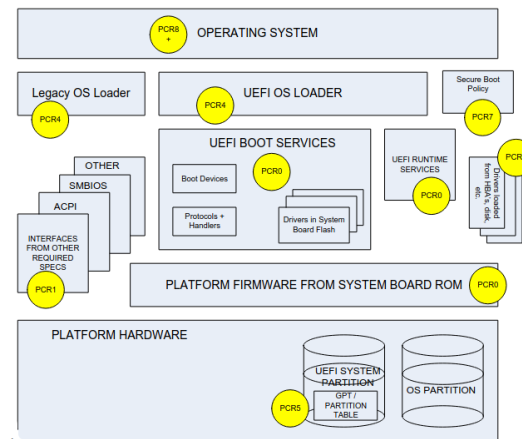 PCR8
+
OPERATING SYSTEM
Legacy OS Loader
PCR4
UEFI OS LOADER
PCR4
Secure Boot
Policy
PCR7
UEFI BOOT SERVICES
PCR0
Boot Devices
Protocols +
Handlers
Drivers in System
Board Flash
UEFI RUNTIME
SERVICES
PCR0
PCR
Drivers loaded
from HBA's, disk,
etc.
OTHER
SMBIOS
ACPI
INTERFACES
FROM OTHER
REQUIRED
SPECS
PCR1
PLATFORM FIRMWARE FROM SYSTEM BOARD ROM
PCR0
PLATFORM HARDWARE
UEFI SYSTEM
PARTITION
GPT /
PARTITION
TABLE
PCR5
OS PARTITION